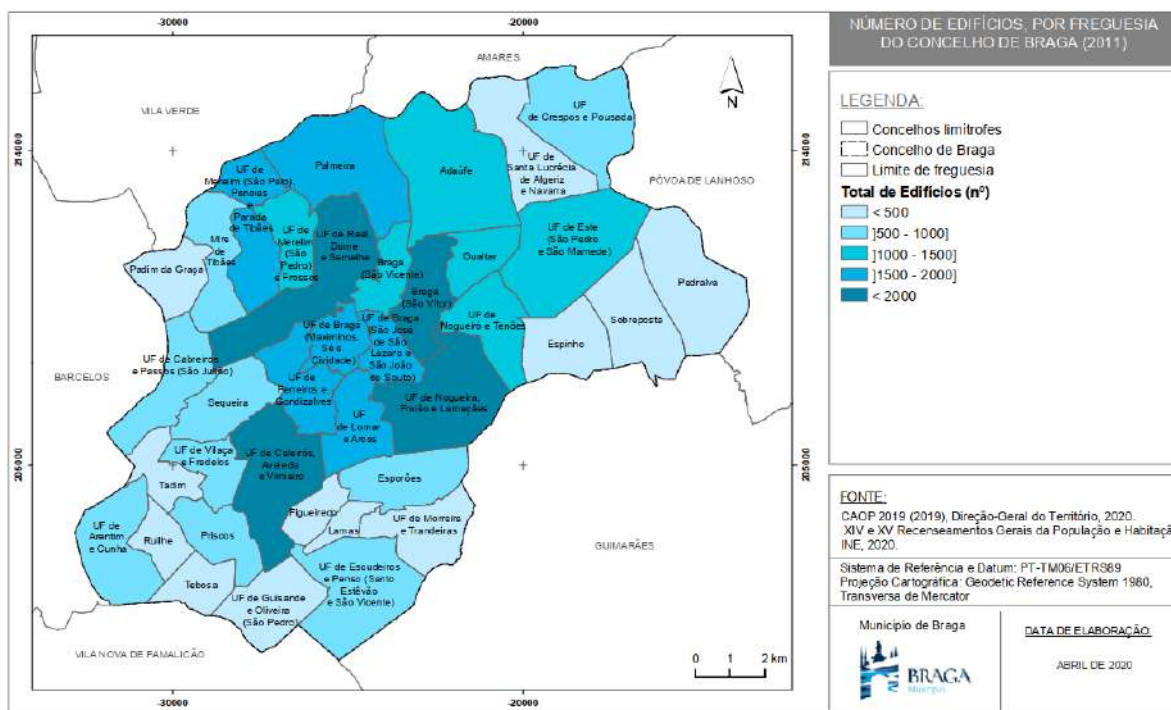 -30000
-20000
NÚMERO DE EDIFÍCIOS, POR FREGUESIA
DO CONCELHO DE BRAGA (2011)
AMARES
VILA VERDE
N
UF
de Crespos e Pousada
214000
214000
UF de
Merelim (São Paio)
Panoias
e
Parada
de Tibães
Palmeira
Adaúfe
UF de
Santa Lucrécia
de Algeriz
e Navarra
PÓVOA DE LANHOSO
Mire
de
Tibães
UF de
Merelim
(São
Pedro)
e Frossos
UF de Real,
Dume
e Semelhe
Braga
(São Vicente)
Gualtar
UF de Este
(São Pedro
e São Mamede)
Padim da Graça
Braga
(São Vítor)
Pedralva
UF de
Nogueiró e Tenões
Sobreposta
Espinho
UF de Braga
(Maximinos,
Sé e
Cividade)
UF de Braga
(São José
de São
Lázaro e
São João
do Souto)
UF de Cabreiros
e Passos (São Julião)
BARCELOS
Sequeira
UF de
Ferreiros e
Gondizalves
UF de Nogueira,
Fraião e Lamaçães
UF
de Lomar
e Arcos
UF de Vilaça
e Fradelos
UF de Celeirós,
Aveleda
e Vimieiro
205000
205000
Tadim
Esporões
Figueiredo
UF de
Arentim
e Cunha
Ruilhe
Priscos
Lamas
UF de Morreira
e Trandeiras
GUIMARÃES
Tebosa
UF de Escudeiros
e Penso (Santo
Estêvão
e São Vicente)
UF de Guisande
e Oliveira
(São Pedro)
VILA NOVA DE FAMALICÃO
0 1 2 km
-30000
-20000
LEGENDA:
Concelhos limítrofes
Concelho de Braga
Limite de freguesia
Total de Edifícios (nº)
< 500
]500 - 1000]
]1000 - 1500]
]1500 - 2000]
< 2000
FONTE:
CAOP 2019 (2019), Direção-Geral do Território, 2020.
XIV e XV Recenseamentos Gerais da População e Habitaçã
INE, 2020.
Sistema de Referência e Datum: PT-TM06/ETRS89
Projeção Cartográfica: Geodetic Reference System 1980,
Transversa de Mercator
Município de Braga
BRAGA
Município
DATA DE ELABORAÇÃO:
ABRIL DE 2020